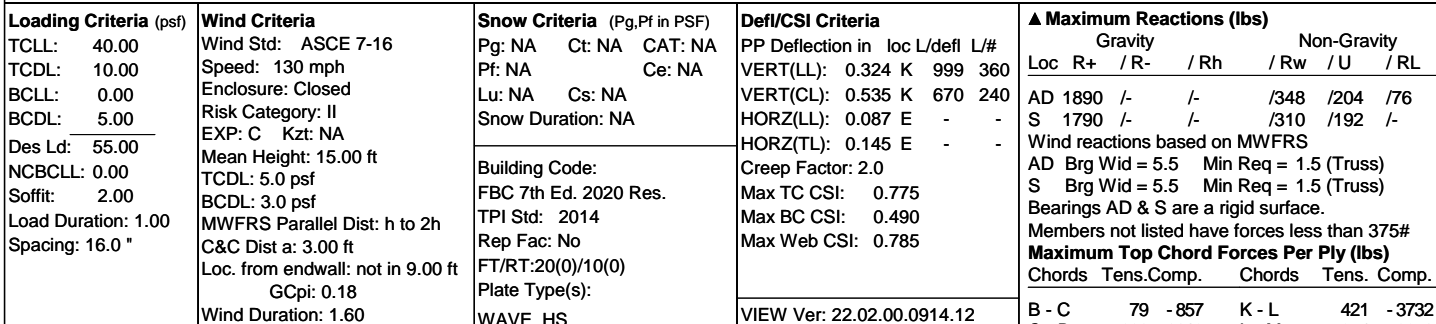 Loading Criteria (psf)
TCLL: 40.00
TCDL: 10.00
BCLL: 0.00
BCDL: 5.00
Des Ld: 55.00
NCBCLL: 0.00
Soffit: 2.00
Load Duration: 1.00
Spacing: 16.0 "
Wind Criteria
Wind Std: ASCE 7-16
Speed: 130 mph
Enclosure: Closed
Risk Category: II
EXP: C Kzt: NA
Mean Height: 15.00 ft
TCDL: 5.0 psf
BCDL: 3.0 psf
MWFRS Parallel Dist: h to 2h
C&C Dist a: 3.00 ft
Loc. from endwall: not in 9.00 ft
GCpi: 0.18
Wind Duration: 1.60
Snow Criteria (Pg,Pf in PSF)
Pg: NA Ct: NA CAT: NA
Pf: NA Ce: NA
Lu: NA Cs: NA
Snow Duration: NA
Building Code:
FBC 7th Ed. 2020 Res.
TPI Std: 2014
Rep Fac: No
FT/RT:20(0)/10(0)
Plate Type(s):
WAVE, HS
Defl/CSI Criteria
PP Deflection in loc L/defl L/#
VERT(LL): 0.324 K 999 360
VERT(CL): 0.535 K 670 240
HORZ(LL): 0.087 E - -
HORZ(TL): 0.145 E - -
Creep Factor: 2.0
Max TC CSI: 0.775
Max BC CSI: 0.490
Max Web CSI: 0.785
VIEW Ver: 22.02.00.0914.12
▲Maximum Reactions (lbs)
Gravity Non-Gravity
Loc R+ / R- / Rh / Rw / U / RL
AD 1890 /- /- /348 /204 /76
S 1790 /- /- /310 /192 /-
Wind reactions based on MWFRS
AD Brg Wid = 5.5 Min Req = 1.5 (Truss)
S Brg Wid = 5.5 Min Req = 1.5 (Truss)
Bearings AD & S are a rigid surface.
Members not listed have forces less than 375#
Maximum Top Chord Forces Per Ply (lbs)
Chords Tens.Comp. Chords Tens. Comp.
B - C 79 - 857 K - L 421 - 3732